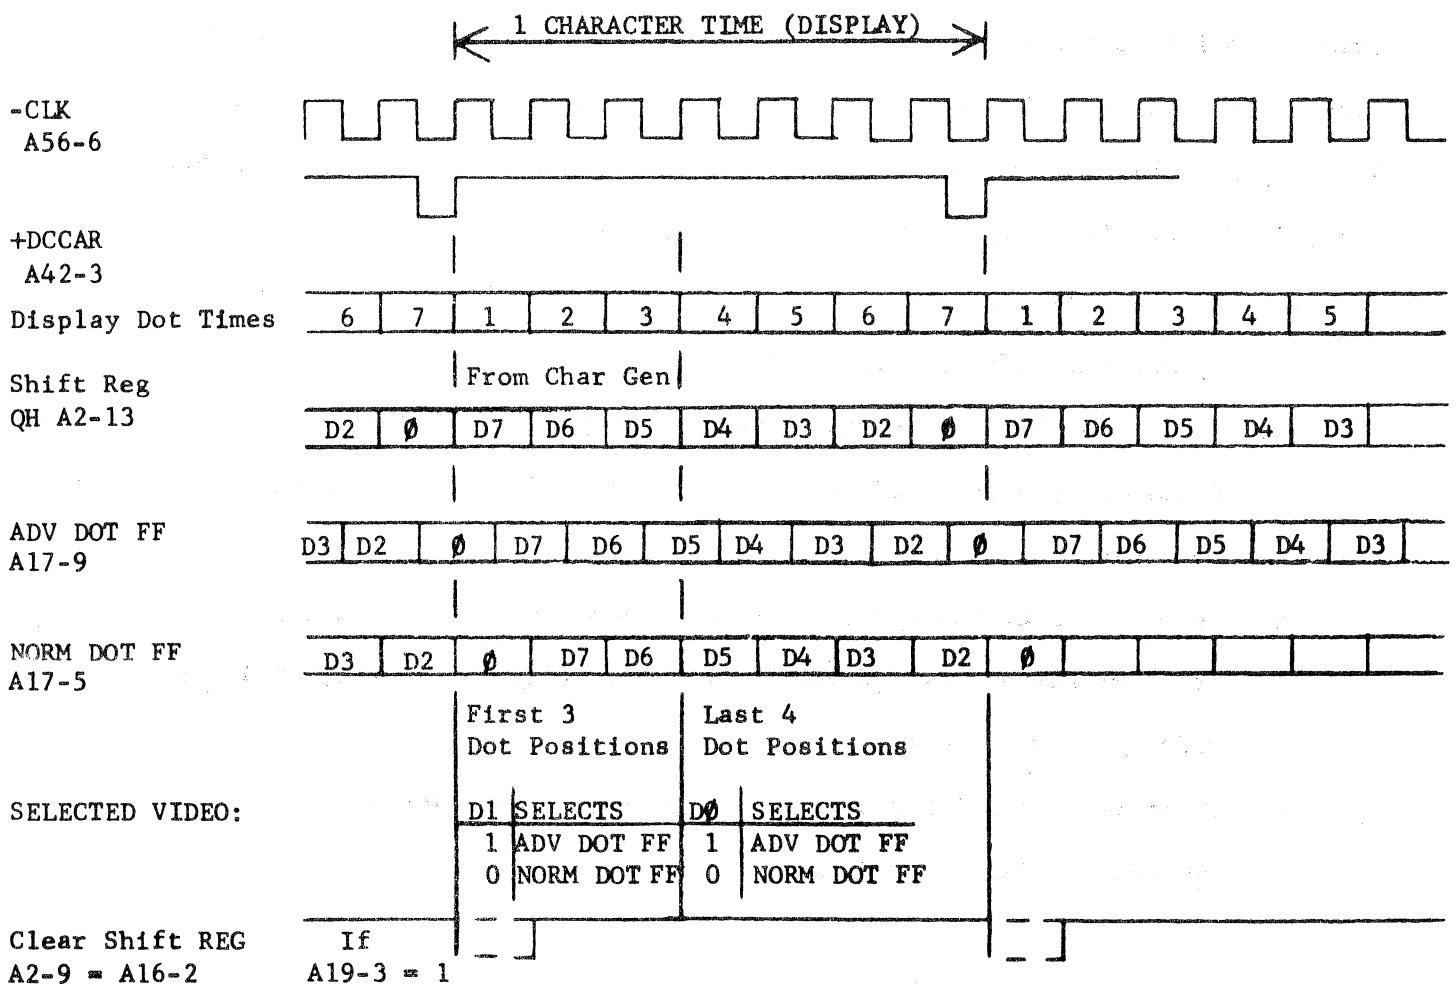 1 CHARACTER TIME (DISPLAY)
-CLK
A56-6
+DCCAR
A42-3
Display Dot Times 6 7 1 2 3 4 5 6 7 1 2 3 4 5
From Char Gen
Shift Reg
QH A2-13 D2 Ø D7 D6 D5 D4 D3 D2 Ø D7 D6 D5 D4 D3
ADV DOT FF D3 D2 Ø D7 D6 D5 D4 D3 D2 Ø D7 D6 D5 D4 D3
A17-9
NORM DOT FF D3 D2 Ø D7 D6 D5 D4 D3 D2 Ø
A17-5
First 3 Last 4
Dot Positions Dot Positions
SELECTED VIDEO: D1 SELECTS DØ SELECTS
1 ADV DOT FF 1 ADV DOT FF
0 NORM DOT FF 0 NORM DOT FF
Clear Shift REG If
A2-9 = A16-2 A19-3 = 1